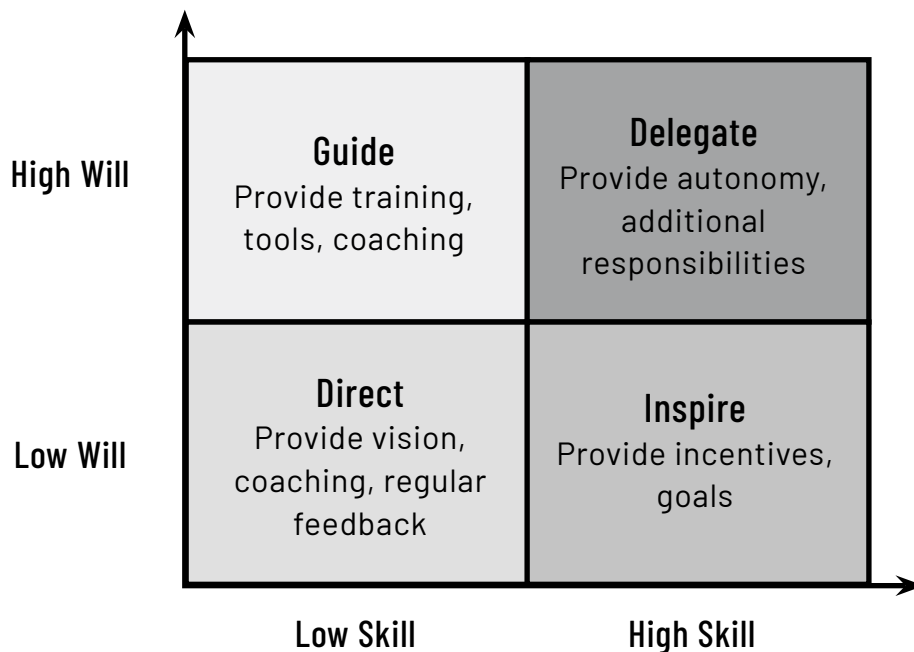 High Will
Guide
Provide training,
tools, coaching
Delegate
Provide autonomy,
additional
responsibilities
Low Will
Direct
Provide vision,
coaching, regular
feedback
Inspire
Provide incentives,
goals
Low Skill
High Skill